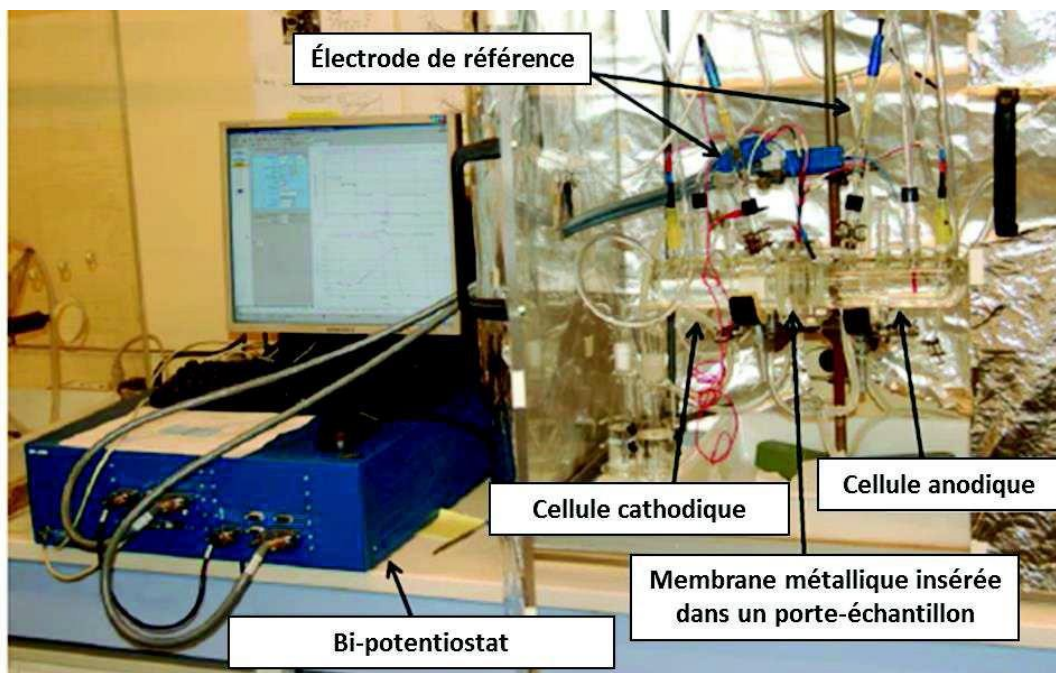 Électrode de référence
Cellule cathodique
Cellule anodique
Membrane métallique insérée
dans un porte-échantillon
Bi-potentiostat